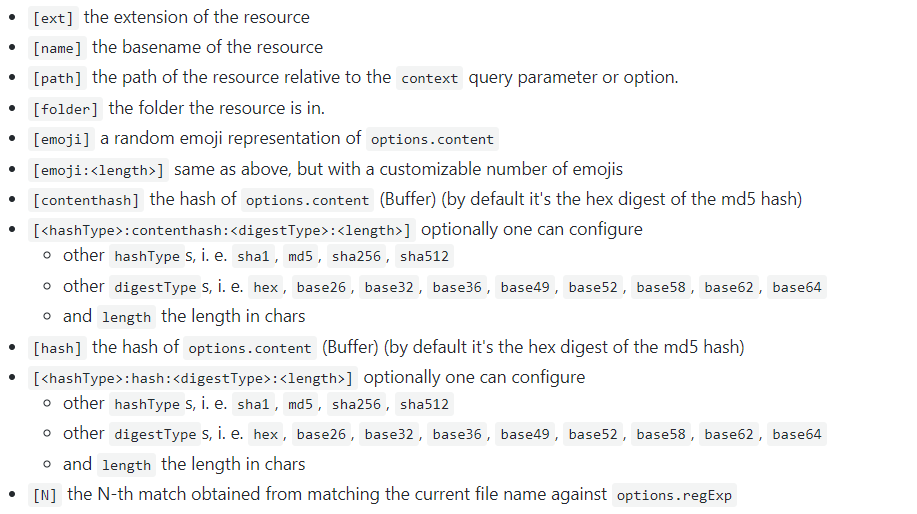 [ext] the extension of the resource
[name] the basename of the resource
[path] the path of the resource relative to the context query parameter or option.
[folder] the folder the resource is in.
[emoji] a random emoji representation of options.content
[emoji:<length>] same as above, but with a customizable number of emojis
[contenthash] the hash of options.content (Buffer) (by default it's the hex digest of the md5 hash)
[<hashType>:contenthash:<digestType>:<length>] optionally one can configure
other hashType s, i. e. sha1 , md5 , sha256 , sha512
other digestType s, i. e. hex , base26 , base32 , base36 , base49 , base52 , base58 , base62 , base64
and length the length in chars
[hash] the hash of options.content (Buffer) (by default it's the hex digest of the md5 hash)
[<hashType>:hash:<digestType>:<length>] optionally one can configure
other hashType s, i. e. sha1 , md5 , sha256 , sha512
other digestType s, i. e. hex , base26 , base32 , base36 , base49 , base52 , base58 , base62 , base64
and length the length in chars
[N] the N-th match obtained from matching the current file name against options.regExp